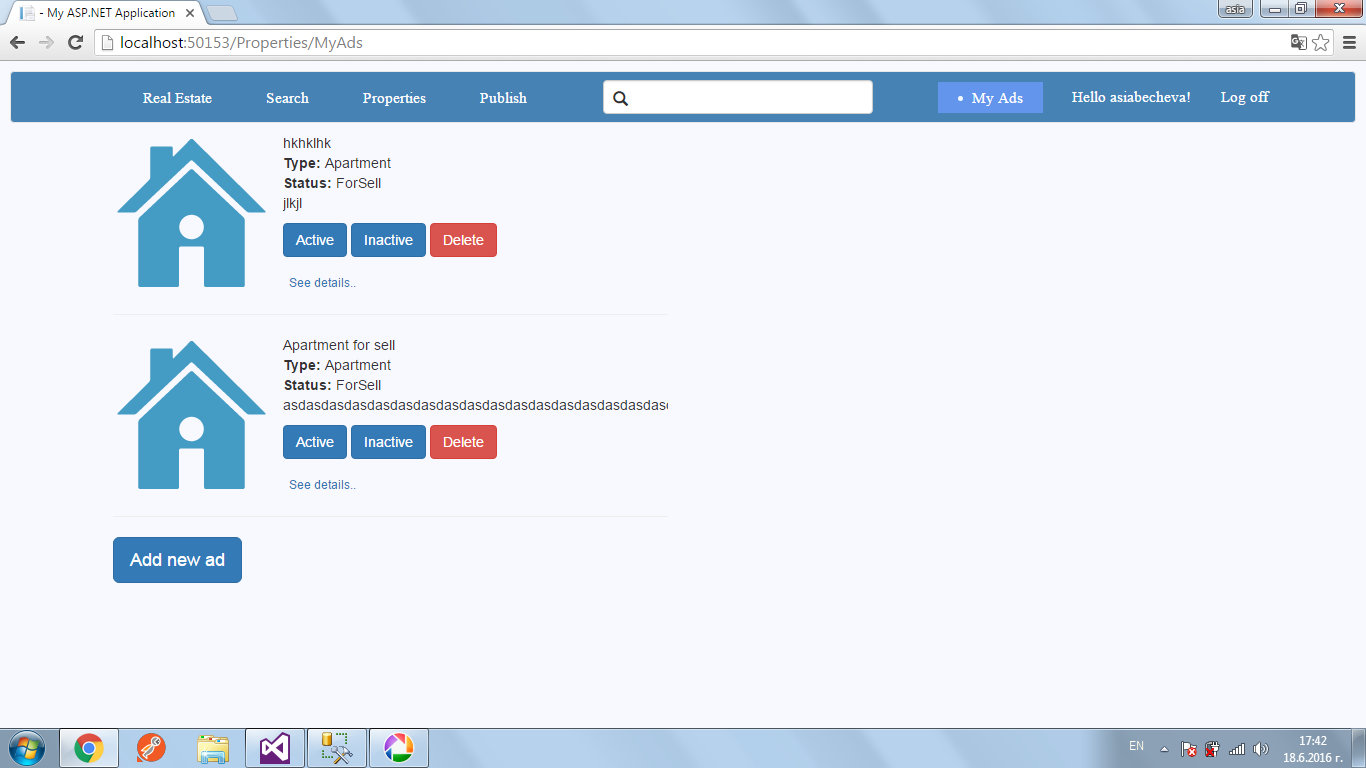 - My ASP.NET Application
asia
localhost:50153/Properties/MyAds
Real Estate Search Properties Publish • My Ads Hello asiabecheva! Log off
hkhklhk
Type: Apartment
Status: ForSell
jlkjl
Active Inactive Delete
See details..
Apartment for sell
Type: Apartment
Status: ForSell
asdasdasdasdasdasdasdasdasdasdasdasdasdasdasdasdasd
Active Inactive Delete
See details..
Add new ad
EN
17:42
18.6.2016 г.